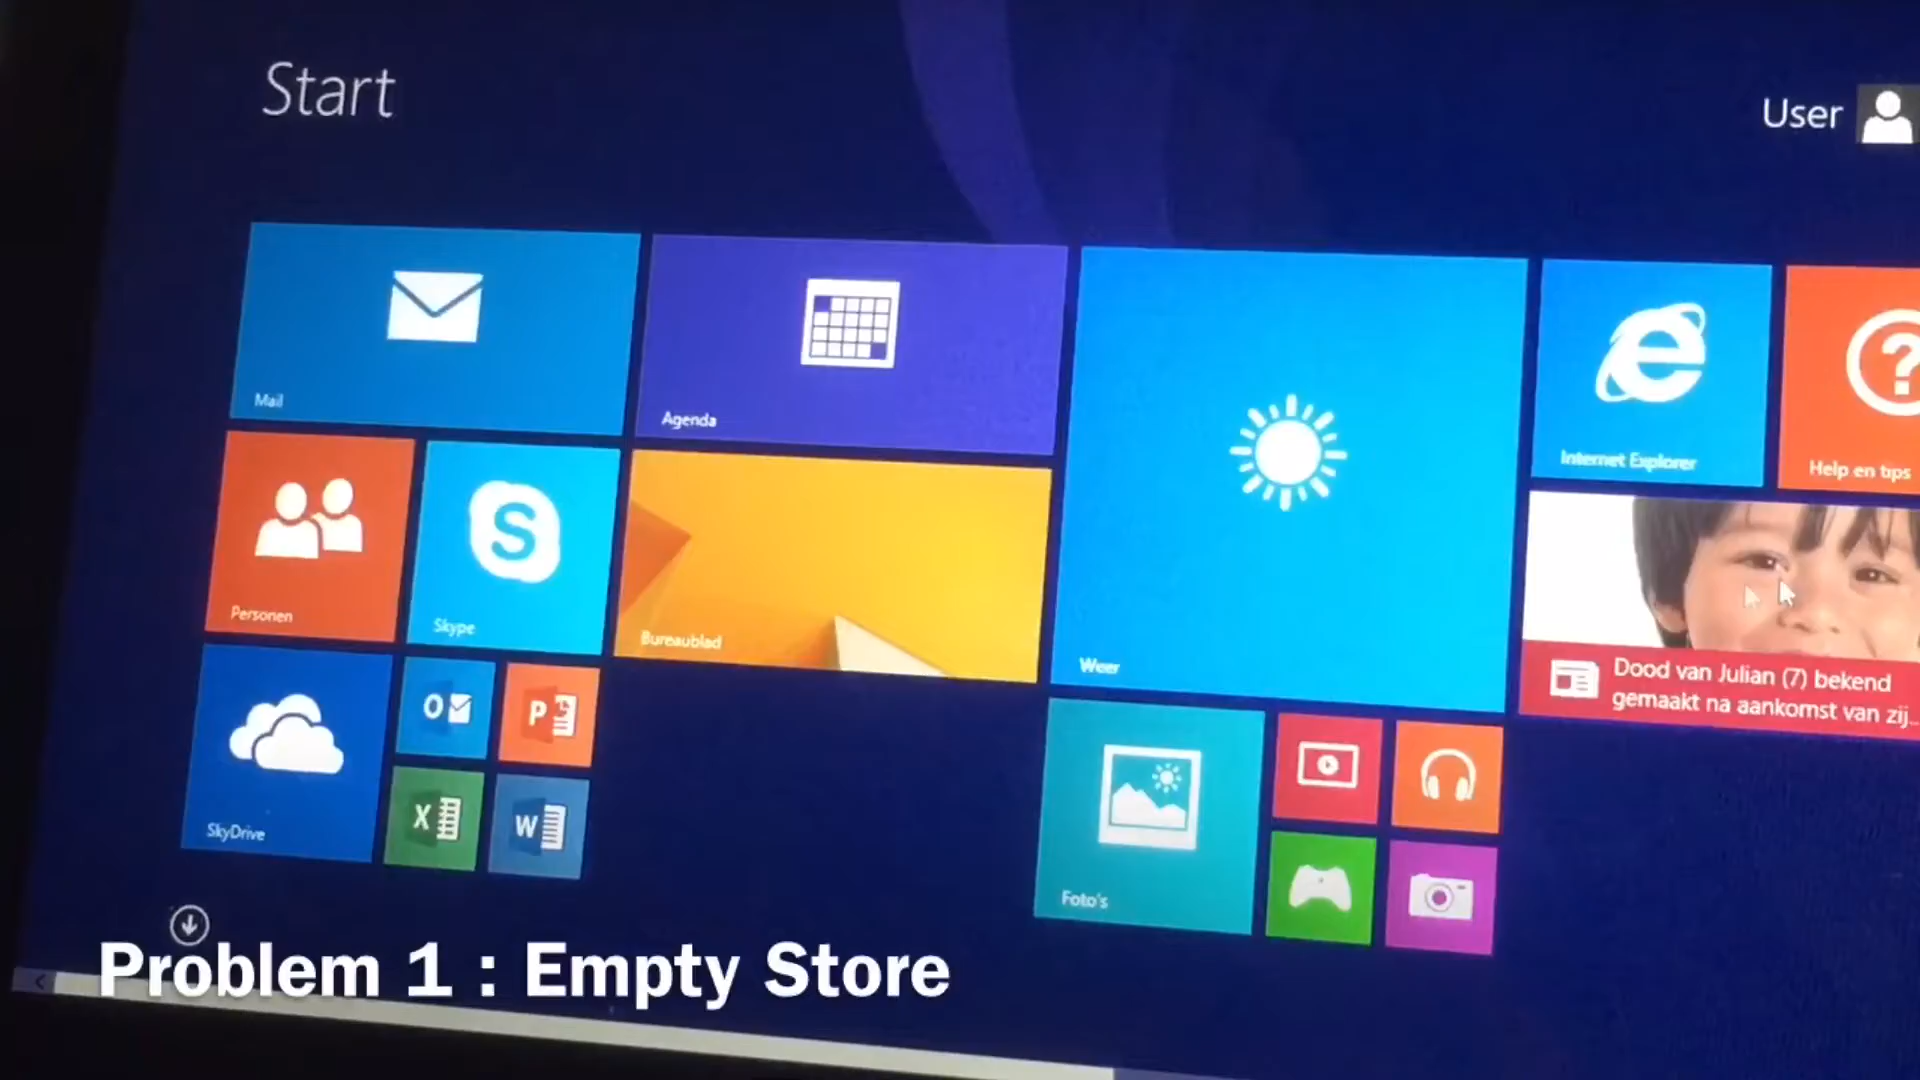 Start
User
Mail
Agenda
Internet Explorer
Help en tips
Personen
Skype
Bureaublad
Weer
Dood van Julian (7) bekend
gemaakt na aankomst van zij...
SkyDrive
Foto's
Problem 1 : Empty Store